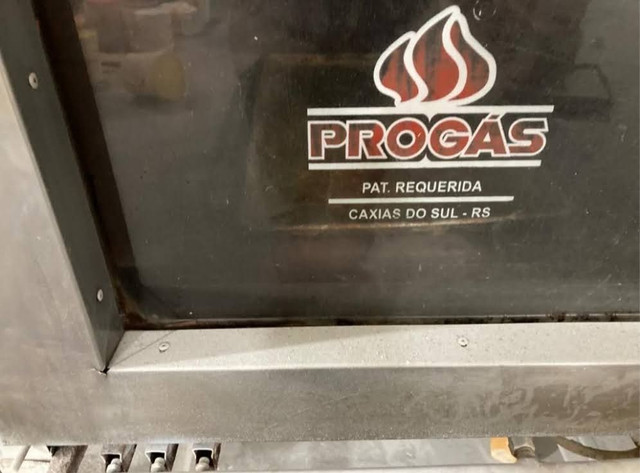 PROGÁS
PAT. REQUERIDA
CAXIAS DO SUL - RS